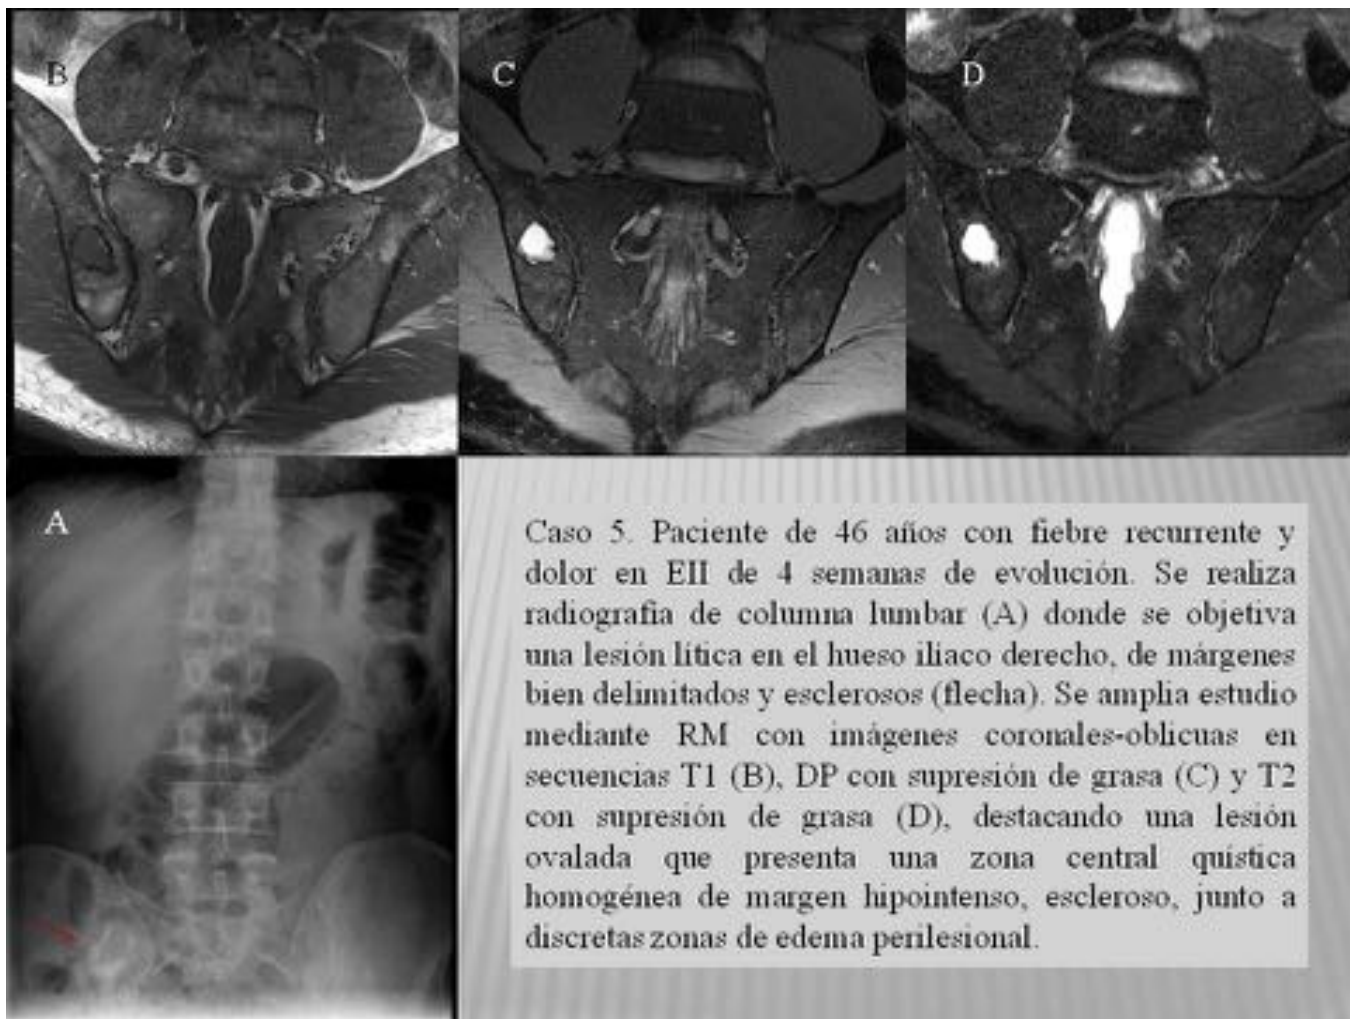 B
C
D
A
Caso 5. Paciente de 46 años con fiebre recurrente y
dolor en EII de 4 semanas de evolución. Se realiza
radiografia de columna lumbar (A) donde se objetiva
una lesión lítica en el hueso iliaco derecho, de márgenes
bien delimitados y esclerosos (flecha). Se amplia estudio
mediante RM con imágenes coronales-oblicuas en
secuencias T1 (B), DP con supresión de grasa (C) y T2
con supresión de grasa (D), destacando una lesión
ovalada que presenta una zona central quística
homogénea de margen hipointenso, escleroso, junto a
discretas zonas de edema perilesional.